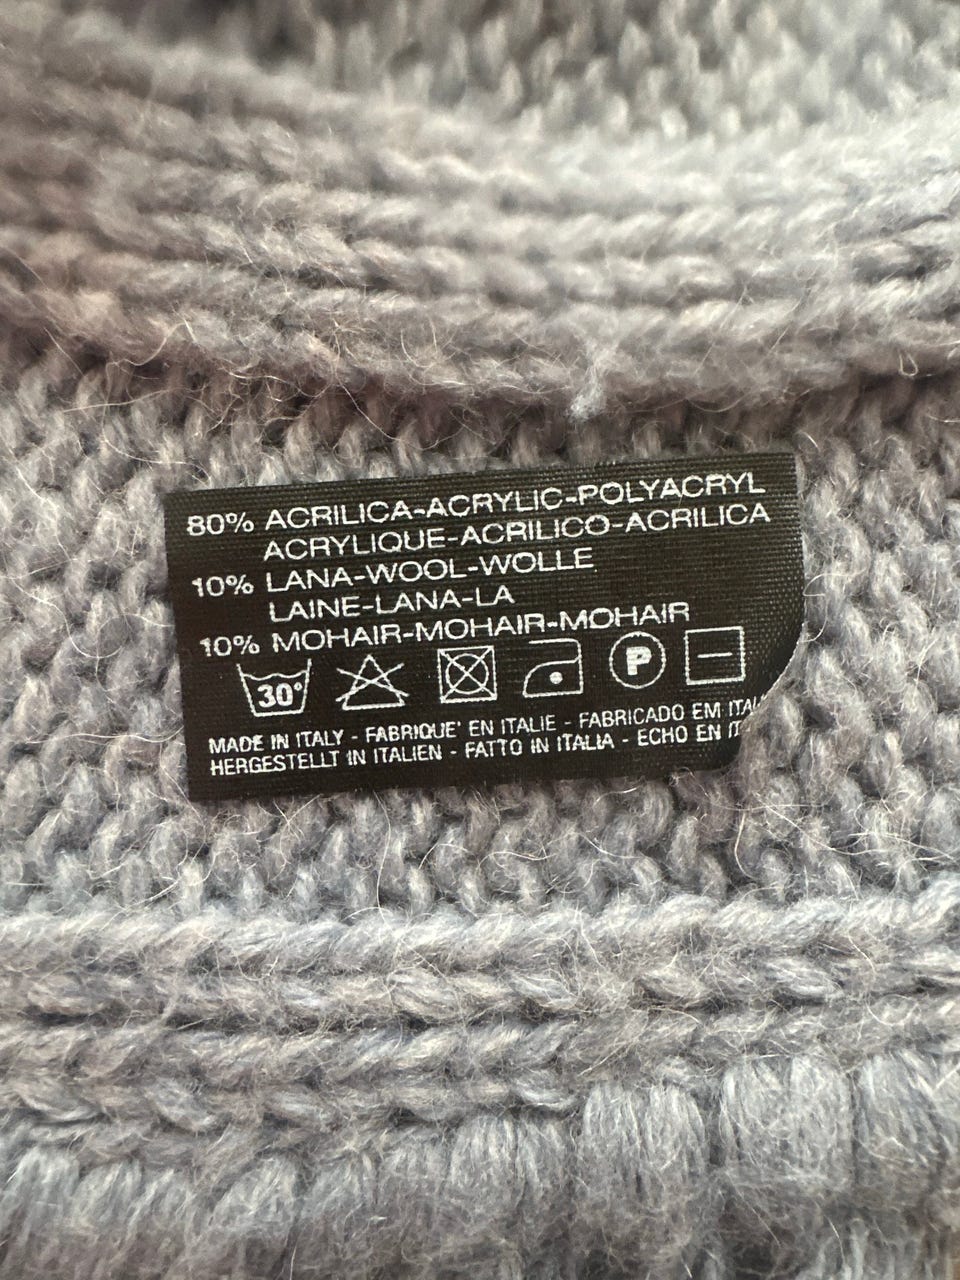 80% ACRILICA-ACRYLIC-POLYACRYL
ACRYLIQUE-ACRILICO-ACRILICA
10% LANA-WOOL-WOLLE
LAINE-LANA-LA
10% MOHAIR-MOHAIR-MOHAIR
30° P
MADE IN ITALY - FABRIQUE' EN ITALIE - FABRICADO EM
HERGESTELLT IN ITALIEN - FATTO IN ITALIA - ECHO EN